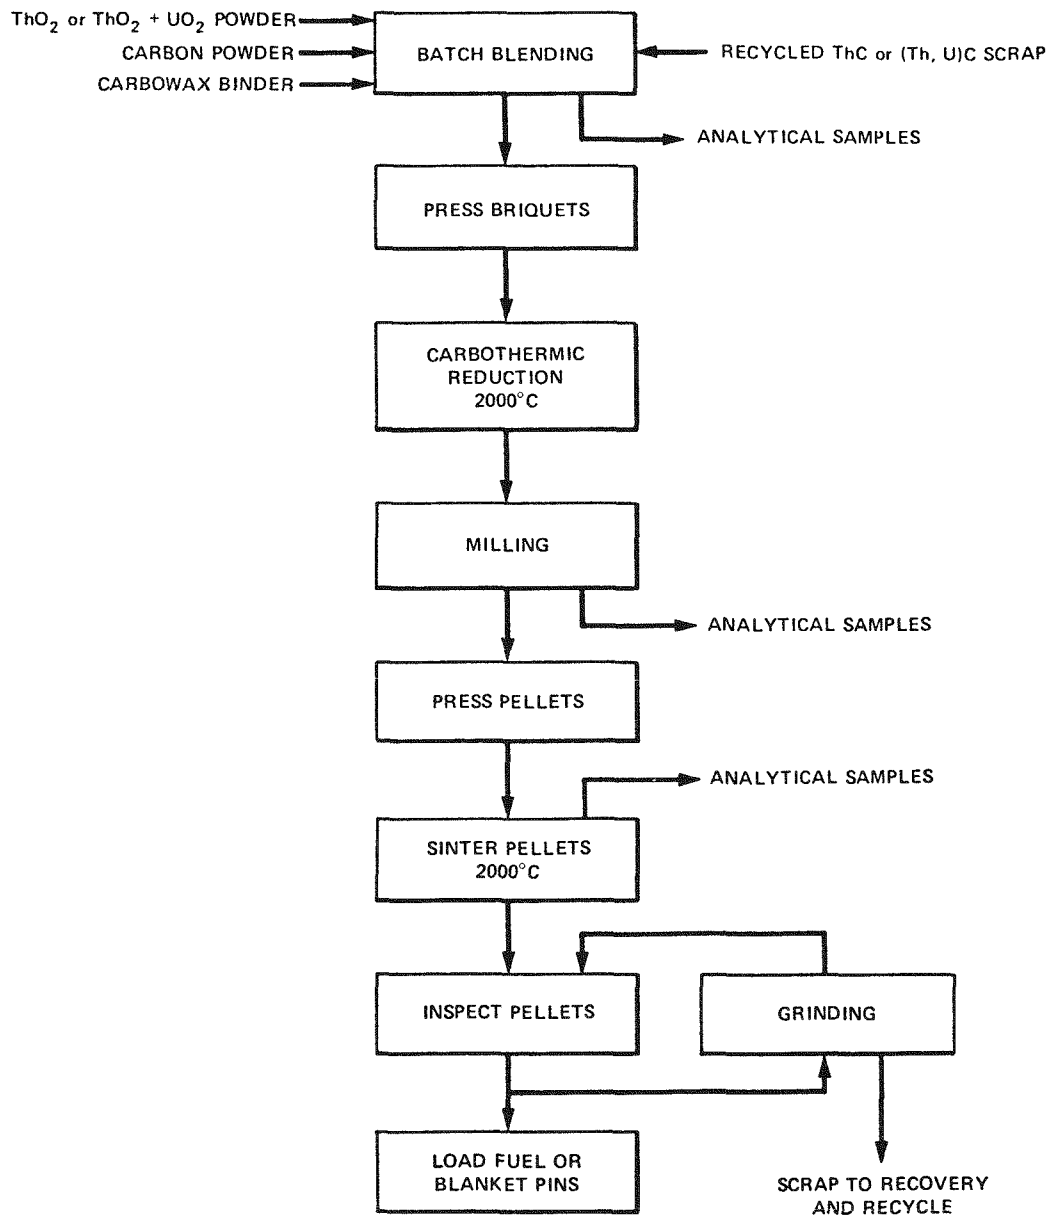 ThO₂ or ThO₂ + UO₂ POWDER
CARBON POWDER
CARBOWAX BINDER
BATCH BLENDING
RECYCLED ThC or (Th, U)C SCRAP
ANALYTICAL SAMPLES
PRESS BRIQUETS
CARBOTHERMIC
REDUCTION
2000°C
MILLING
ANALYTICAL SAMPLES
PRESS PELLETS
ANALYTICAL SAMPLES
SINTER PELLETS
2000°C
INSPECT PELLETS
GRINDING
LOAD FUEL OR
BLANKET PINS
SCRAP TO RECOVERY
AND RECYCLE